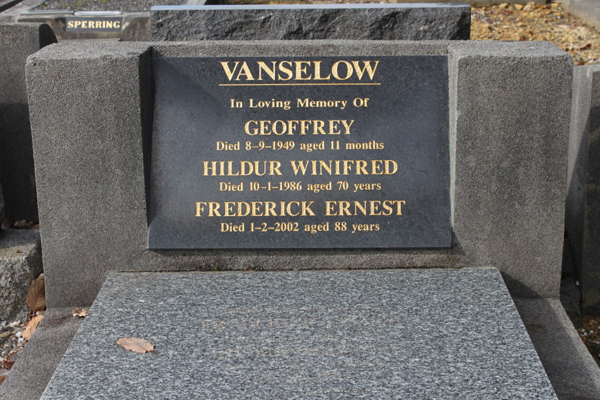 SPERRING
VANSELOW
In Loving Memory Of
GEOFFREY
Died 8-9-1949 aged 11 months
HILDUR WINIFRED
Died 10-1-1986 aged 70 years
FREDERICK ERNEST
Died 1-2-2002 aged 88 years